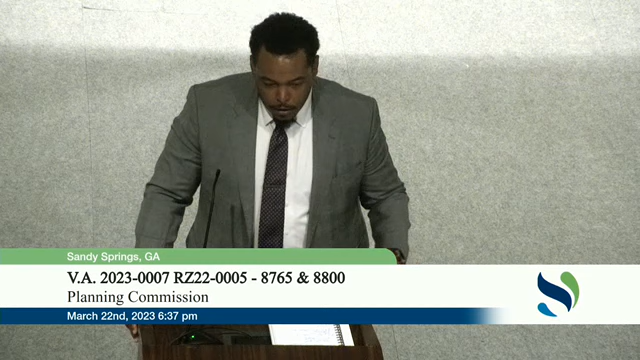 Sandy Springs, GA
V.A. 2023-0007 RZ22-0005 - 8765 & 8800
Planning Commission
March 22nd, 2023 6:37 pm